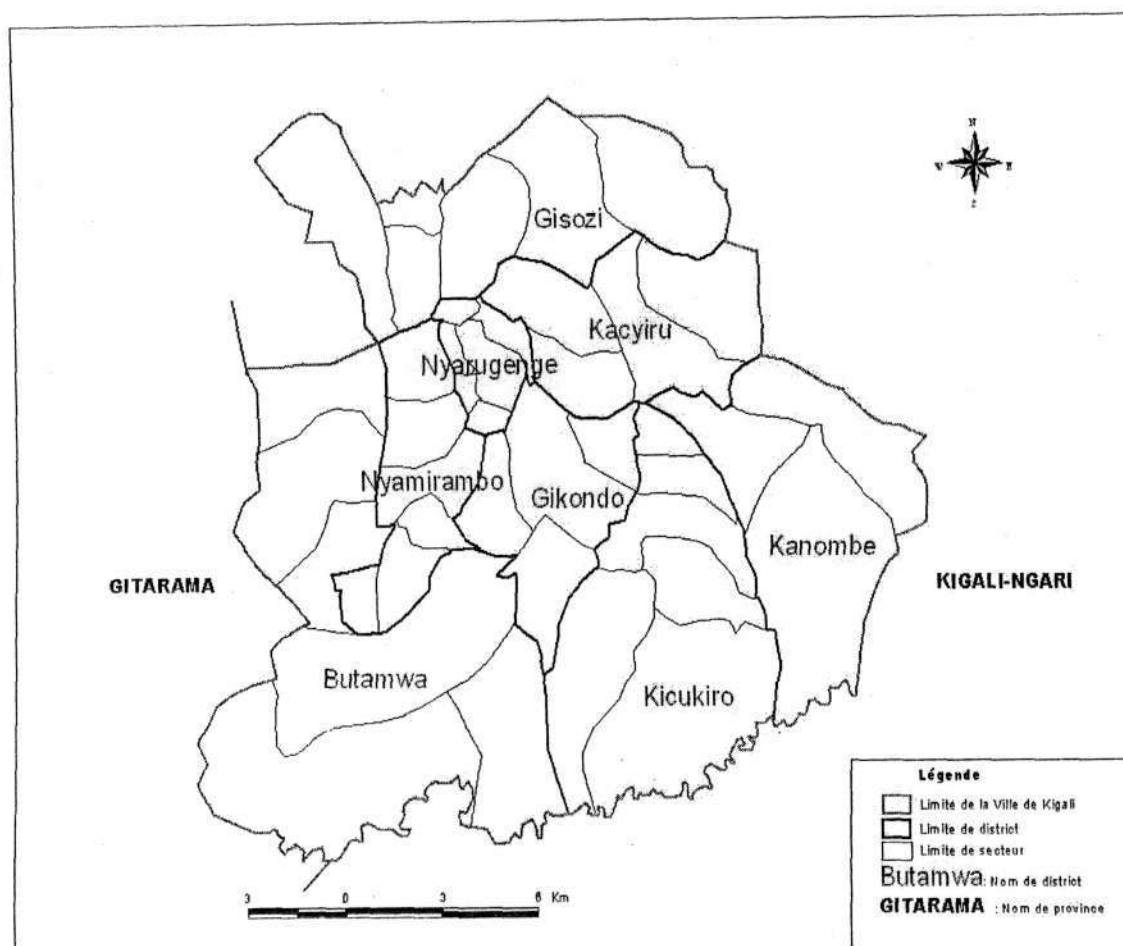 N
W E
S
Gisozi
Kacyiru
Nyarugenge
Nyamirambo
Gikondo
Kanombe
GITARAMA
KIGALI-NGARI
Butamwa
Kicukiro
Légende
Limite de la Ville de Kigali
Limite de district
Limite de secteur
Butamwa : Nom de district
GITARAMA : Nom de province
3 0 3 6 Km